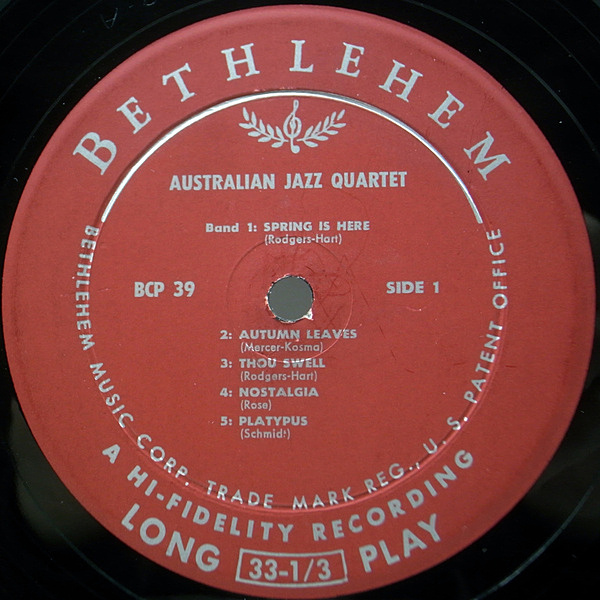 BETHLEHEM
AUSTRALIAN JAZZ QUARTET
Band 1: SPRING IS HERE
(Rodgers-Hart)
BCP 39
SIDE 1
2: AUTUMN LEAVES
(Mercer-Kosma)
3: THOU SWELL
(Rodgers-Hart)
4: NOSTALGIA
(Rose)
5: PLATYPUS
(Schmidt)
BETHLEHEM MUSIC CORP. TRADE MARK REG., U. S. PATENT OFFICE
A HI-FIDELITY RECORDING
LONG 33-1/3 PLAY